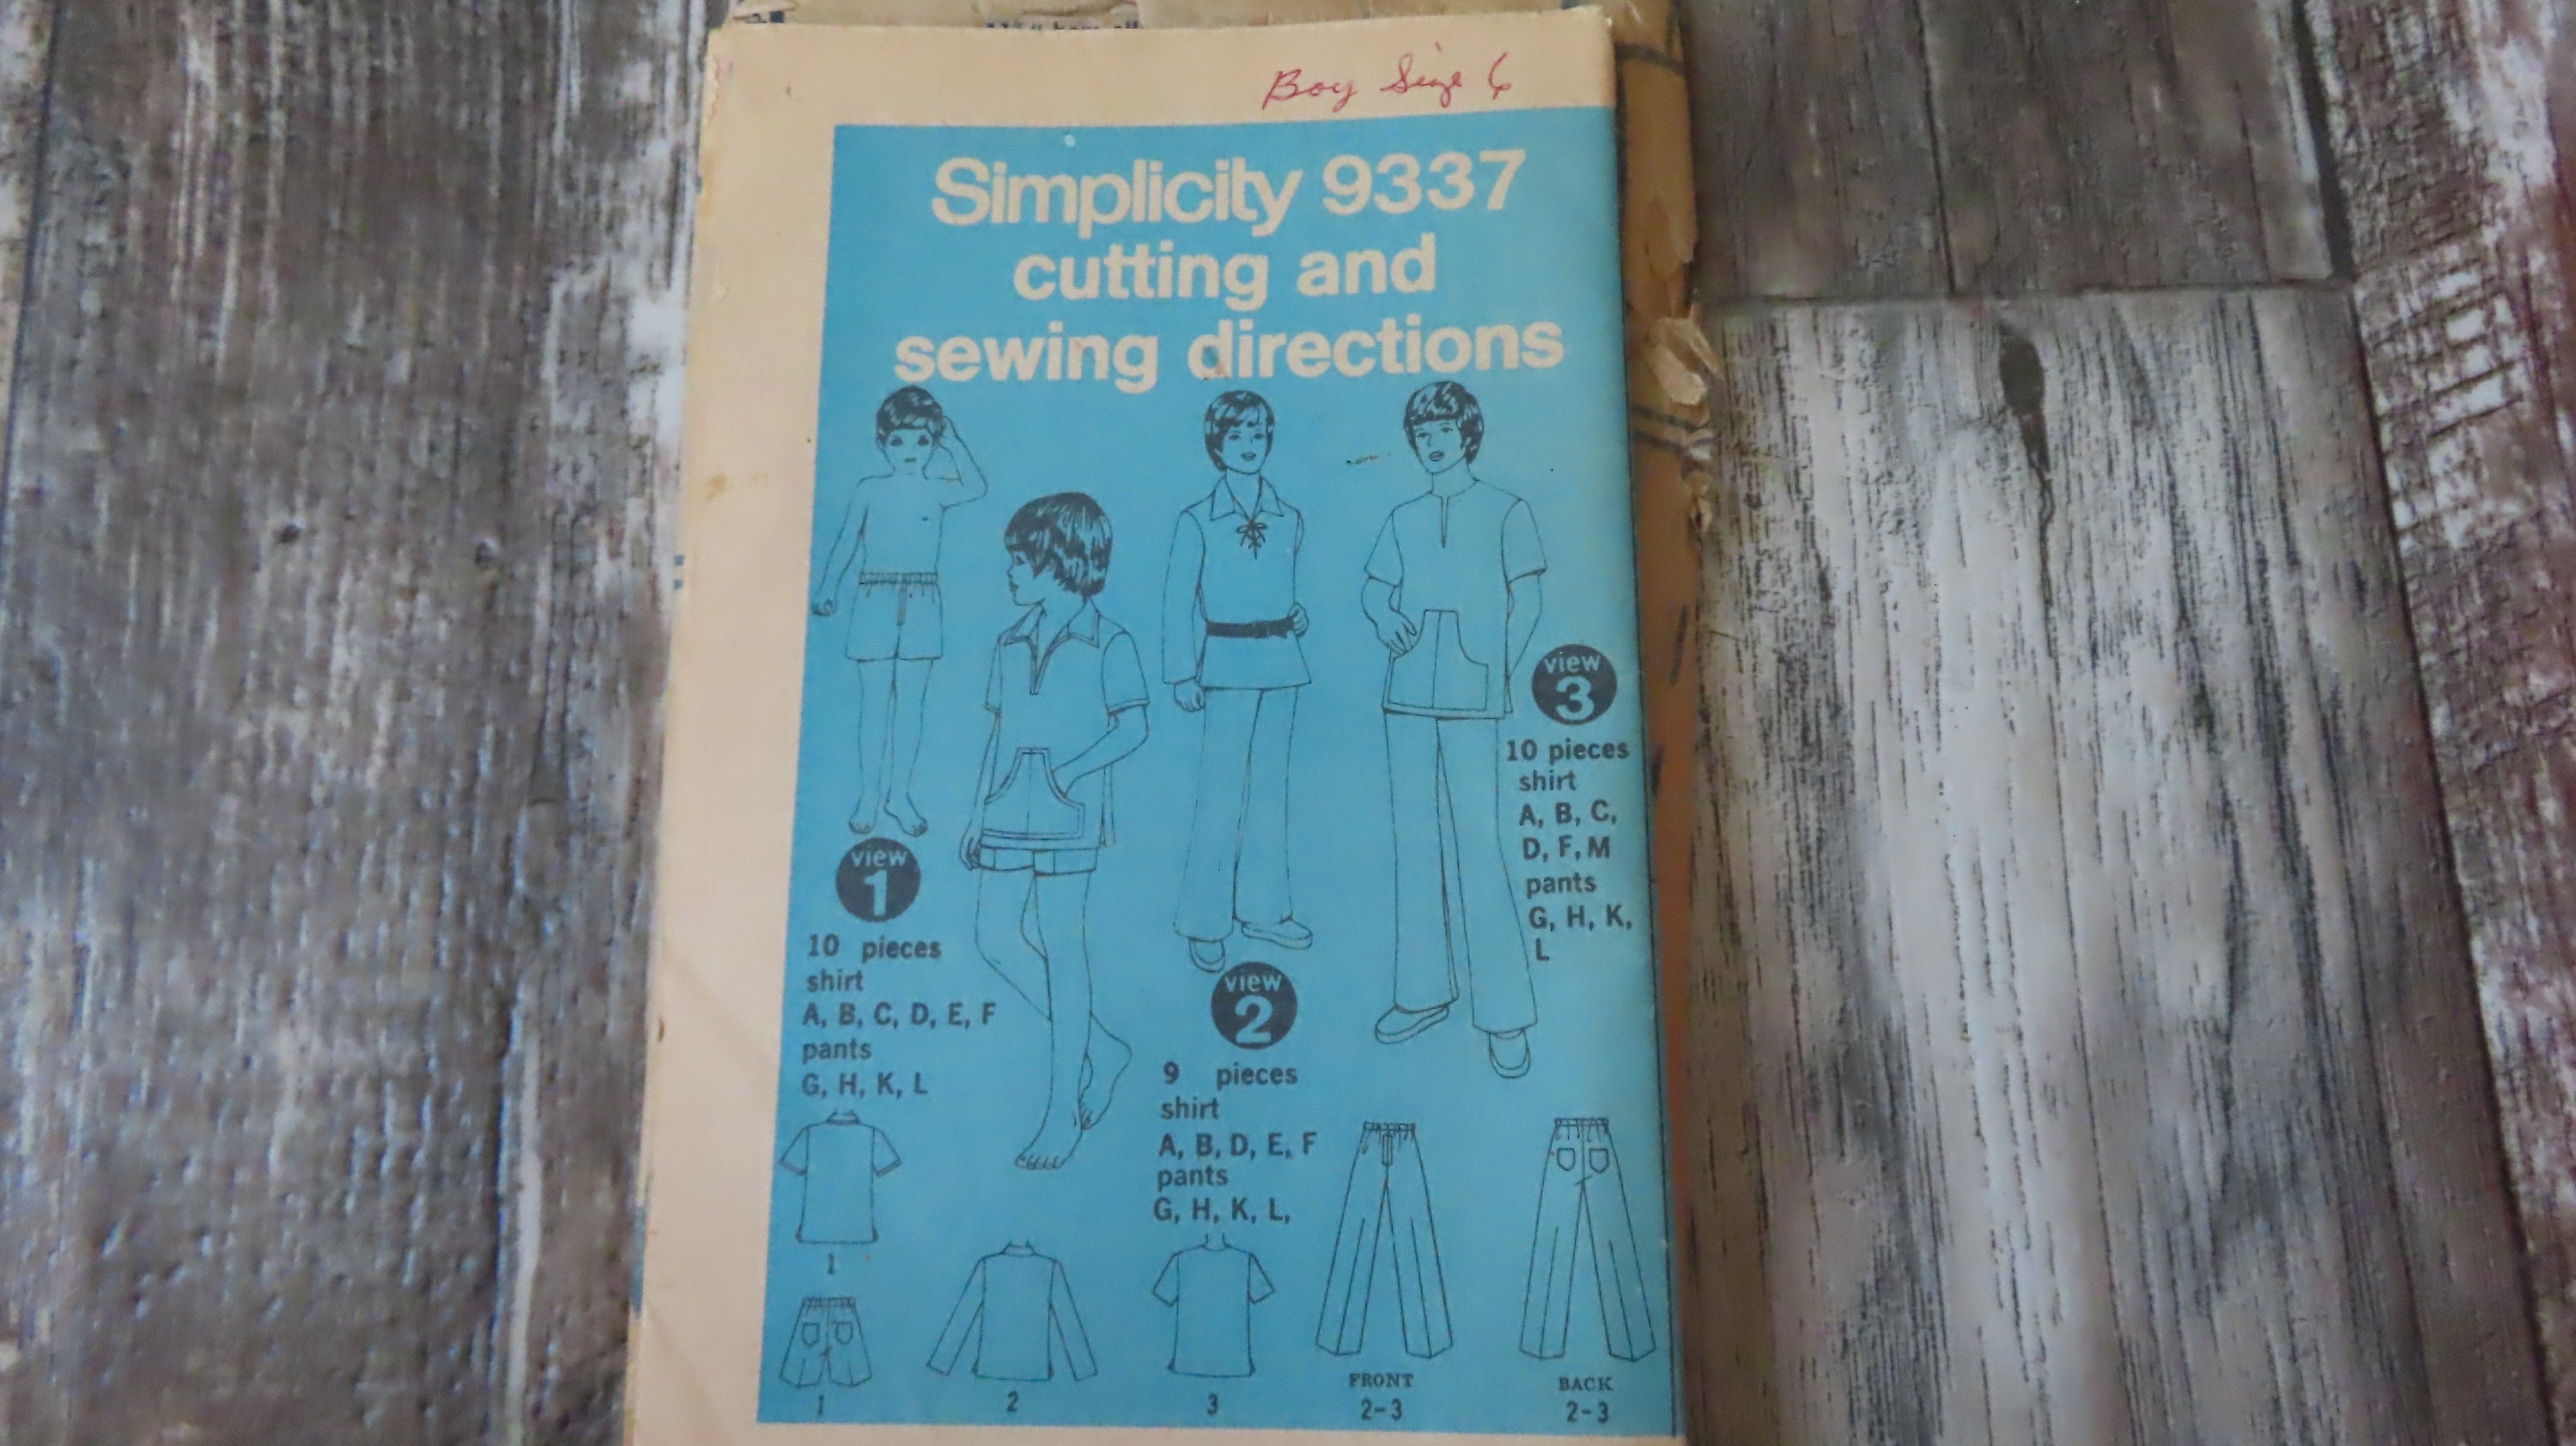 Boy Size 6
Simplicity 9337
cutting and
sewing directions
view
1
10 pieces
shirt
A, B, C, D, E, F
pants
G, H, K, L
view
2
9 pieces
shirt
A, B, D, E, F
pants
G, H, K, L,
view
3
10 pieces
shirt
A, B, C,
D, F, M
pants
G, H, K,
L
1
1
2
3
FRONT
2-3
BACK
2-3